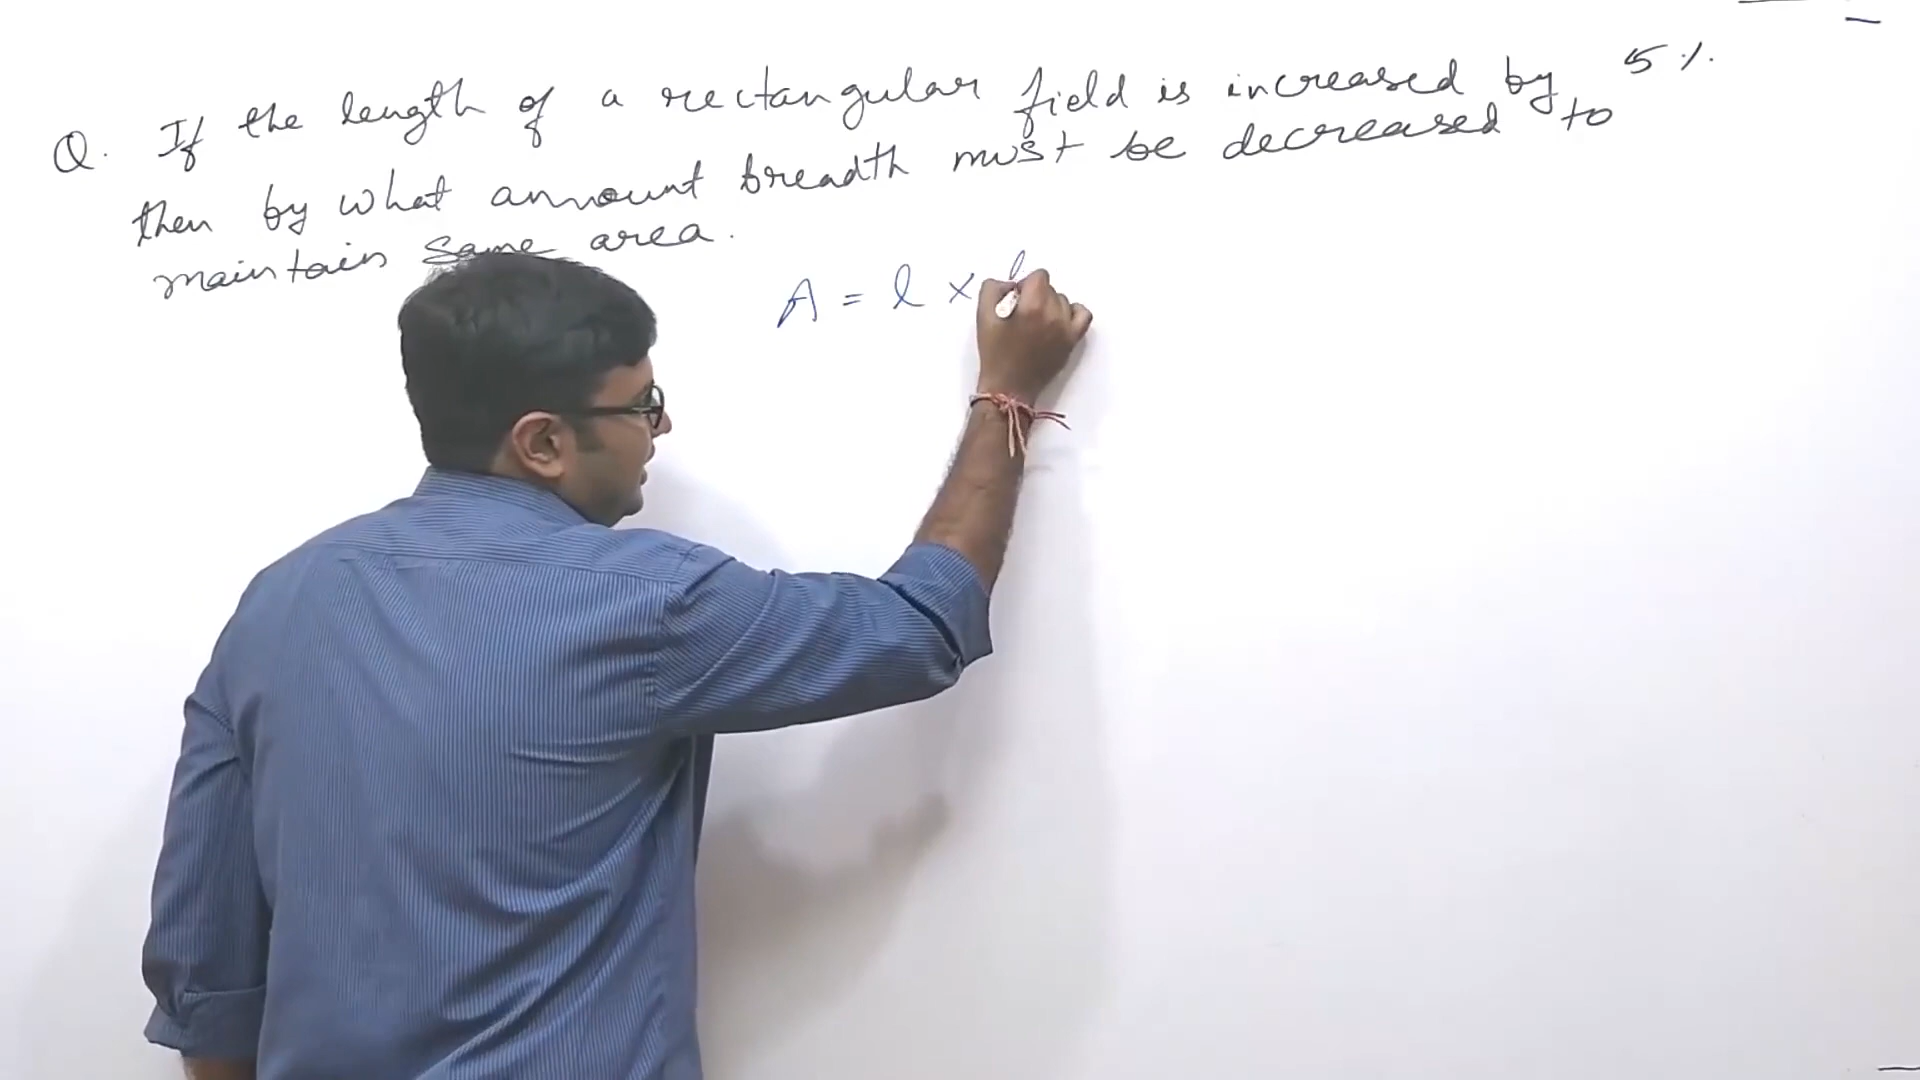 Q. If the length of a rectangular field is increased by 5%.
then by what amount breadth must be decreased to
maintain same area.
A = l ×